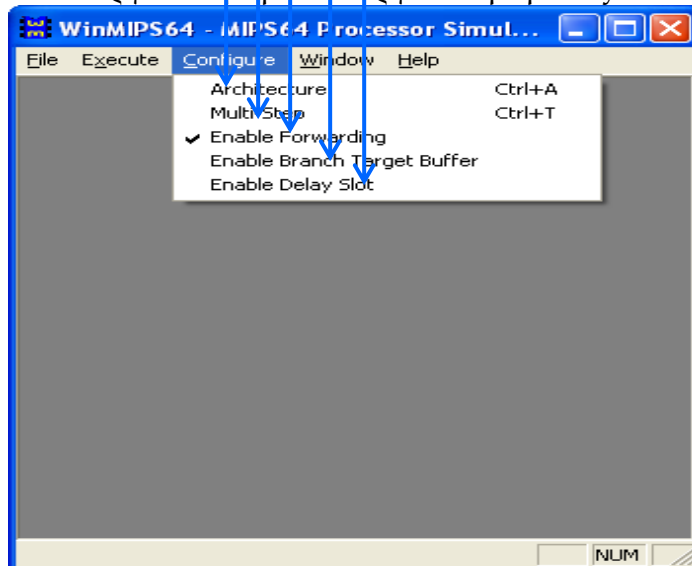 WinMIPS64 - MIPS64 Processor Simul...
File Execute Configure Window Help
Architecture Ctrl+A
Multi-Step Ctrl+T
Enable Forwarding
Enable Branch Target Buffer
Enable Delay Slot
NUM